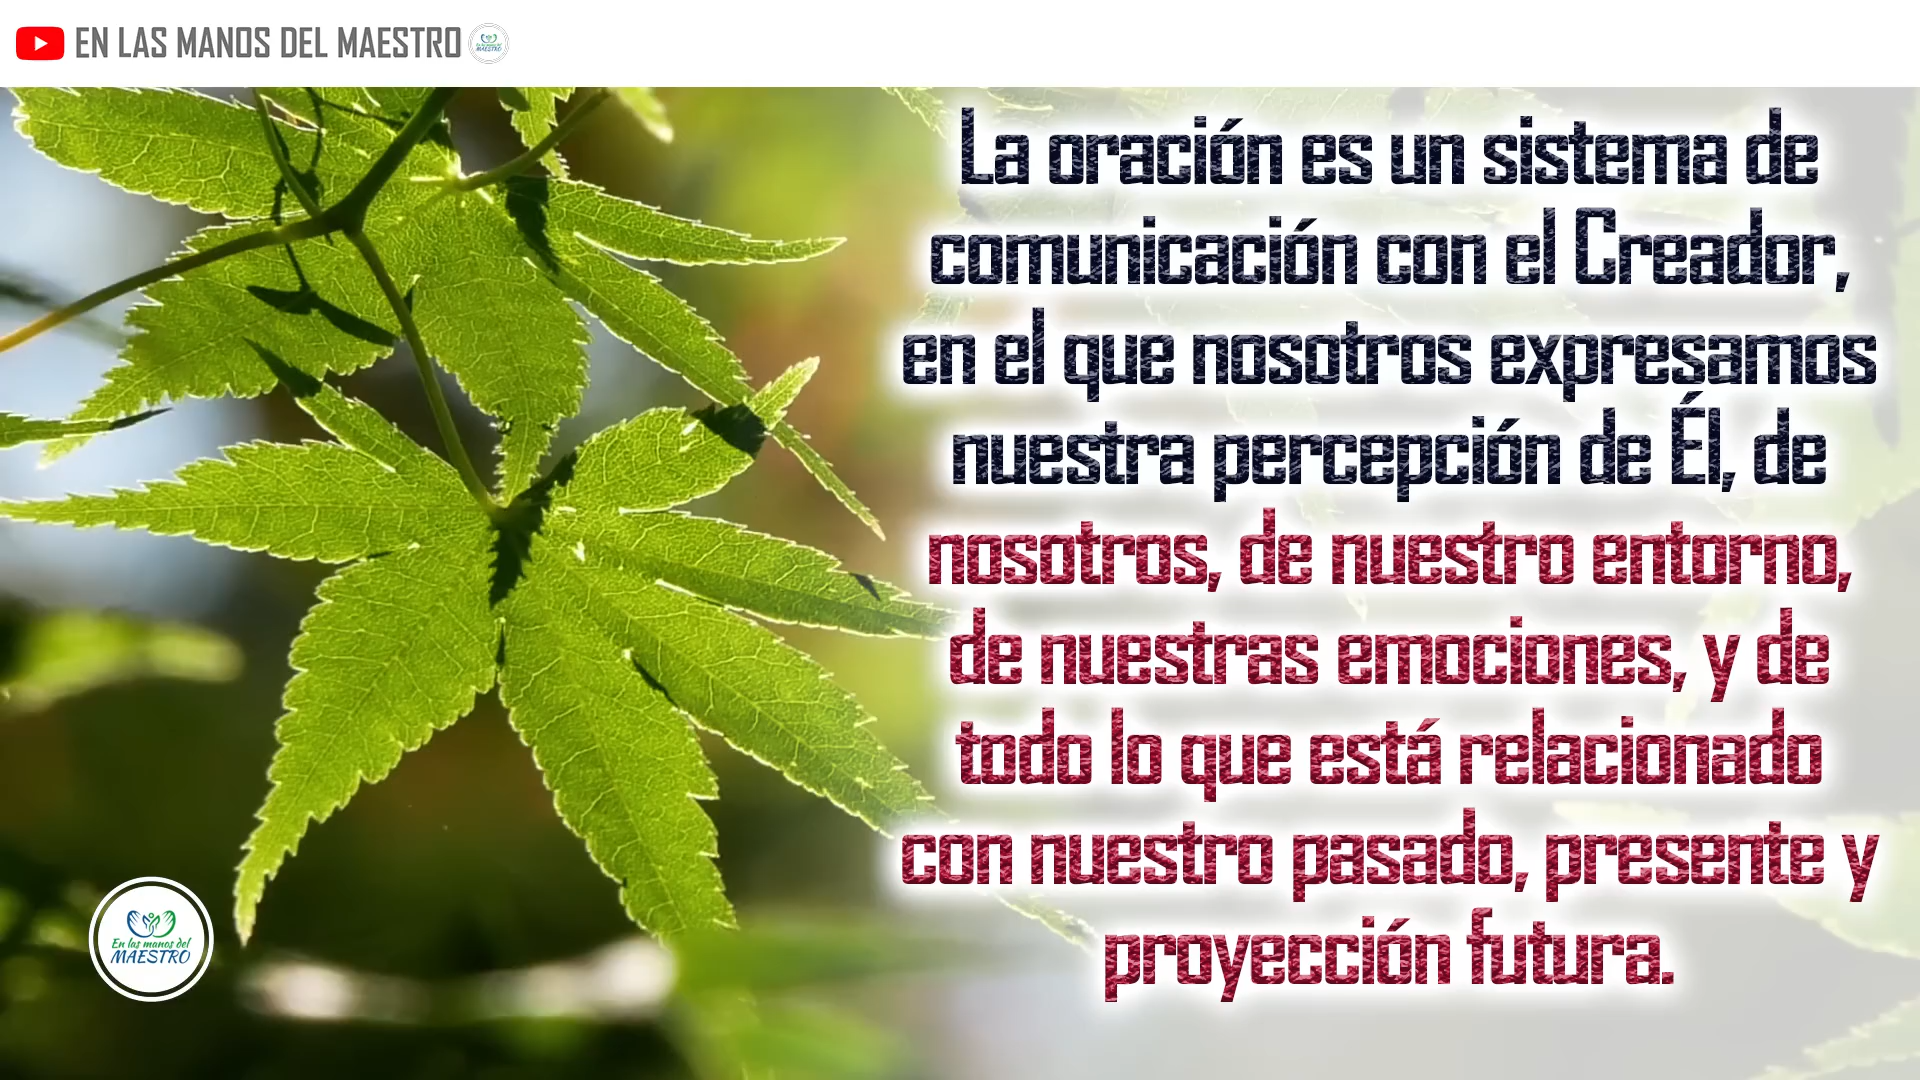 EN LAS MANOS DEL MAESTRO
La oración es un sistema de
comunicación con el Creador,
en el que nosotros expresamos
nuestra percepción de Él, de
nosotros, de nuestro entorno,
de nuestras emociones, y de
todo lo que está relacionado
con nuestro pasado, presente y
proyección futura.
En las manos del
MAESTRO